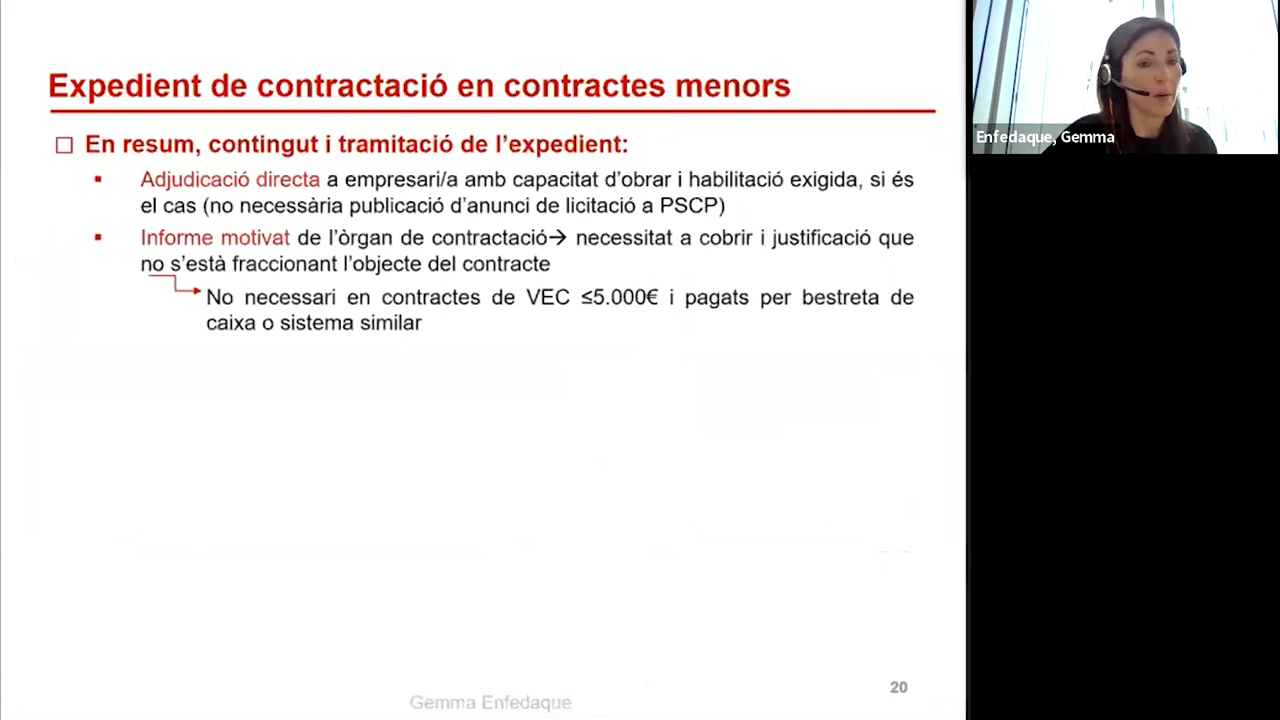 Expedient de contractació en contractes menors
En resum, contingut i tramitació de l’expedient:
Adjudicació directa a empresari/a amb capacitat d’obrar i habilitació exigida, si és
el cas (no necessària publicació d’anunci de licitació a PSCP)
Informe motivat de l’òrgan de contractació→ necessitat a cobrir i justificació que
no s’està fraccionant l’objecte del contracte
No necessari en contractes de VEC ≤5.000€ i pagats per bestreta de
caixa o sistema similar
20
Gemma Enfedaque
Enfedaque, Gemma